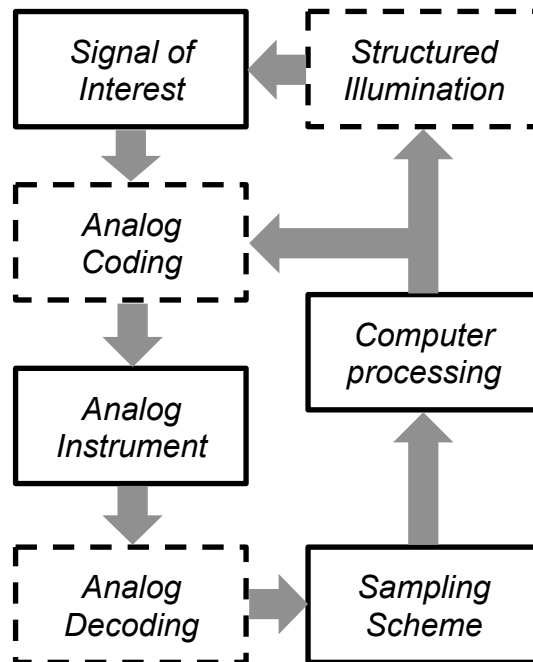 Signal of
Interest
Structured
Illumination
Analog
Coding
Computer
processing
Analog
Instrument
Analog
Decoding
Sampling
Scheme